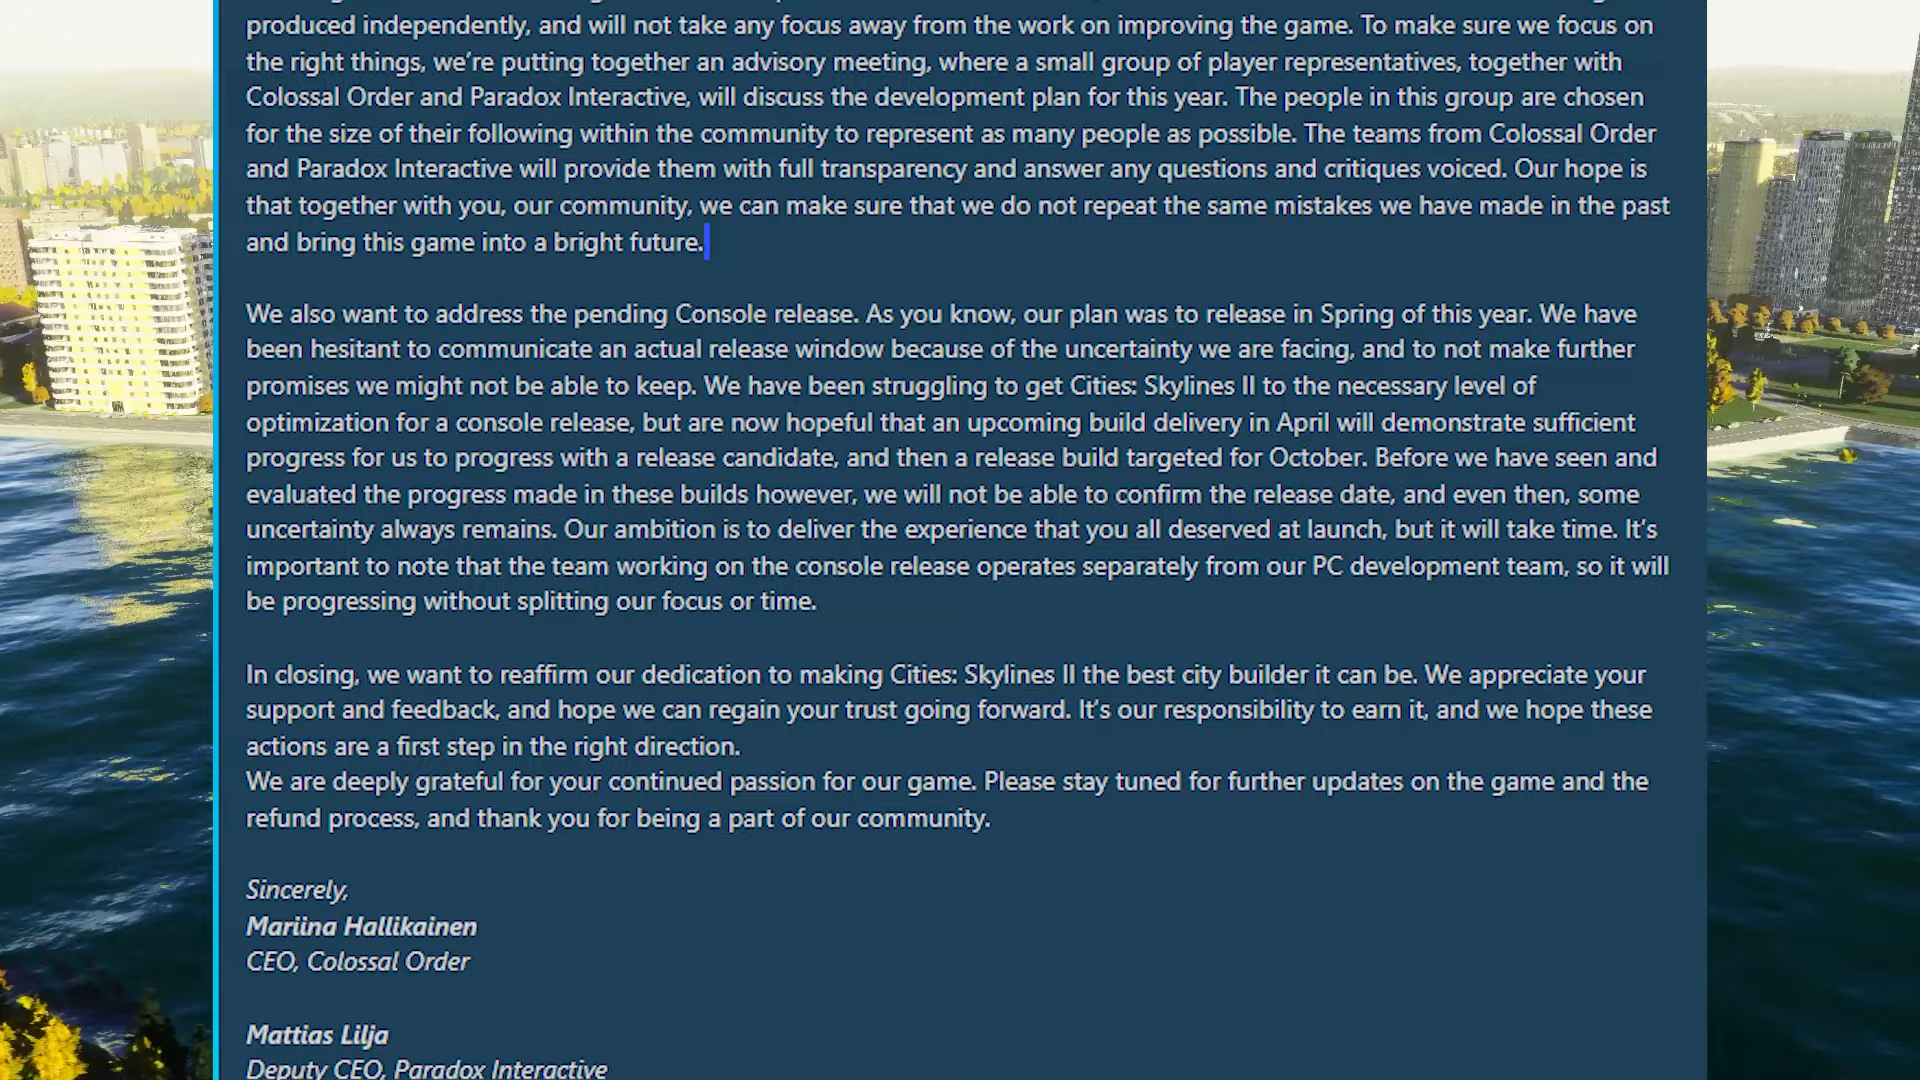 produced independently, and will not take any focus away from the work on improving the game. To make sure we focus on
the right things, we're putting together an advisory meeting, where a small group of player representatives, together with
Colossal Order and Paradox Interactive, will discuss the development plan for this year. The people in this group are chosen
for the size of their following within the community to represent as many people as possible. The teams from Colossal Order
and Paradox Interactive will provide them with full transparency and answer any questions and critiques voiced. Our hope is
that together with you, our community, we can make sure that we do not repeat the same mistakes we have made in the past
and bring this game into a bright future.
We also want to address the pending Console release. As you know, our plan was to release in Spring of this year. We have
been hesitant to communicate an actual release window because of the uncertainty we are facing, and to not make further
promises we might not be able to keep. We have been struggling to get Cities: Skylines II to the necessary level of
optimization for a console release, but are now hopeful that an upcoming build delivery in April will demonstrate sufficient
progress for us to progress with a release candidate, and then a release build targeted for October. Before we have seen and
evaluated the progress made in these builds however, we will not be able to confirm the release date, and even then, some
uncertainty always remains. Our ambition is to deliver the experience that you all deserved at launch, but it will take time. It's
important to note that the team working on the console release operates separately from our PC development team, so it will
be progressing without splitting our focus or time.
In closing, we want to reaffirm our dedication to making Cities: Skylines II the best city builder it can be. We appreciate your
support and feedback, and hope we can regain your trust going forward. It's our responsibility to earn it, and we hope these
actions are a first step in the right direction.
We are deeply grateful for your continued passion for our game. Please stay tuned for further updates on the game and the
refund process, and thank you for being a part of our community.
Sincerely,
Mariina Hallikainen
CEO, Colossal Order
Mattias Lilja
Deputy CEO, Paradox Interactive